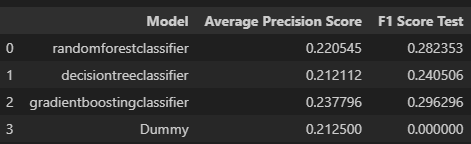 Model Average Precision Score F1 Score Test
0 randomforestclassifier 0.220545 0.282353
1 decisiontreeclassifier 0.212112 0.240506
2 gradientboostingclassifier 0.237796 0.296296
3 Dummy 0.212500 0.000000